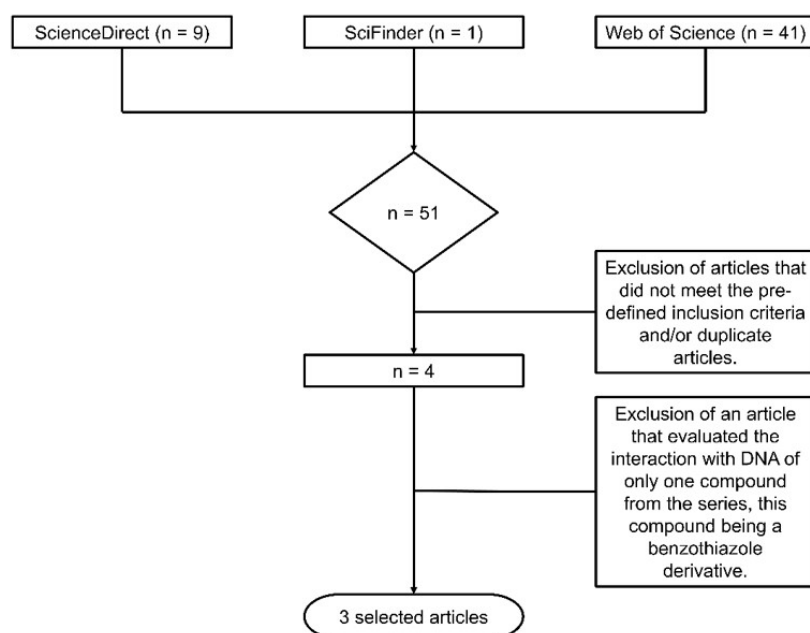 ScienceDirect (n = 9)
SciFinder (n = 1)
Web of Science (n = 41)
n = 51
Exclusion of articles that
did not meet the pre-
defined inclusion criteria
and/or duplicate
articles.
n = 4
Exclusion of an article
that evaluated the
interaction with DNA of
only one compound
from the series, this
compound being a
benzothiazole
derivative.
3 selected articles